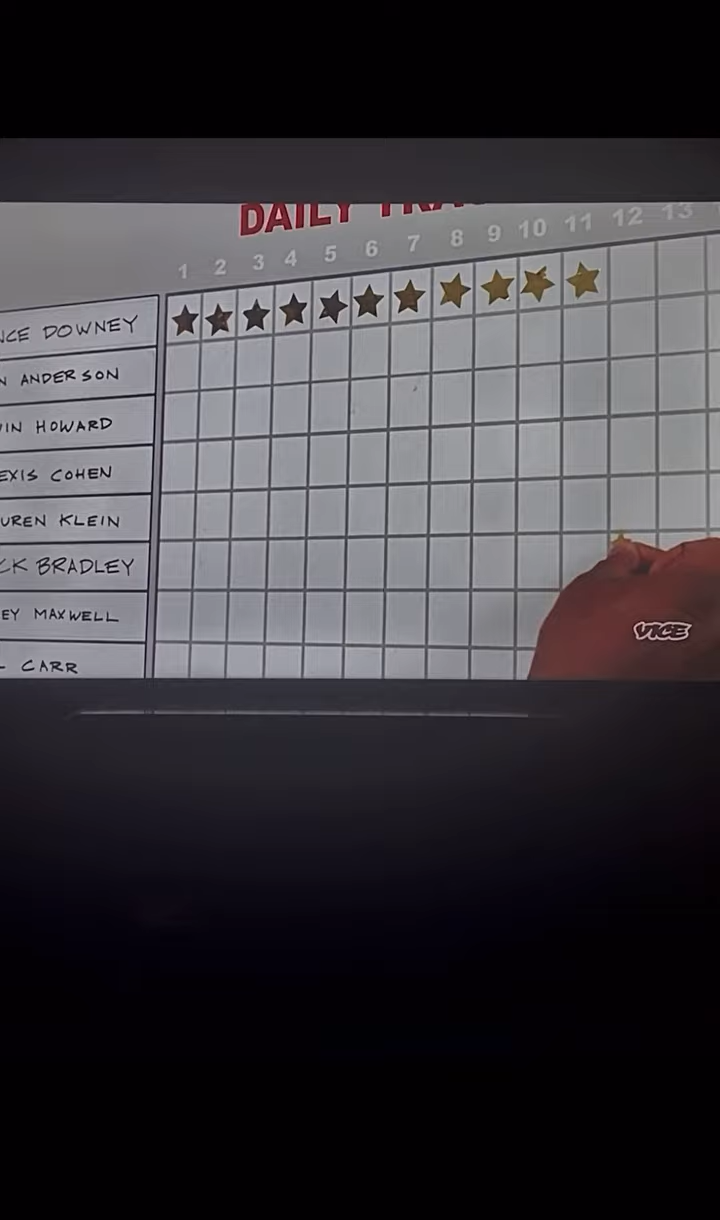 DAILY
1 2 3 4 5 6 7 8 9 10 11 12 13
NCE DOWNEY
N ANDERSON
IN HOWARD
EXIS COHEN
UREN KLEIN
CK BRADLEY
EY MAXWELL
CARR
VICE